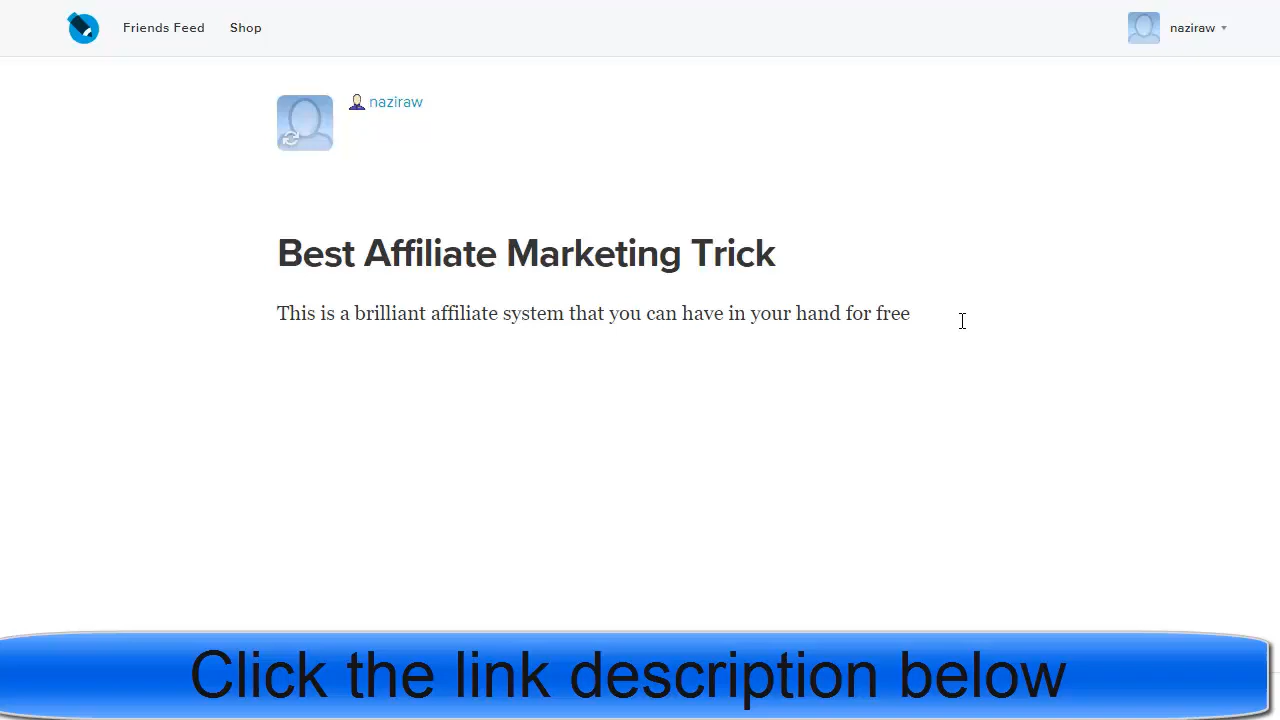 Friends Feed Shop naziraw
naziraw
Best Affiliate Marketing Trick
This is a brilliant affiliate system that you can have in your hand for free
Click the link description below